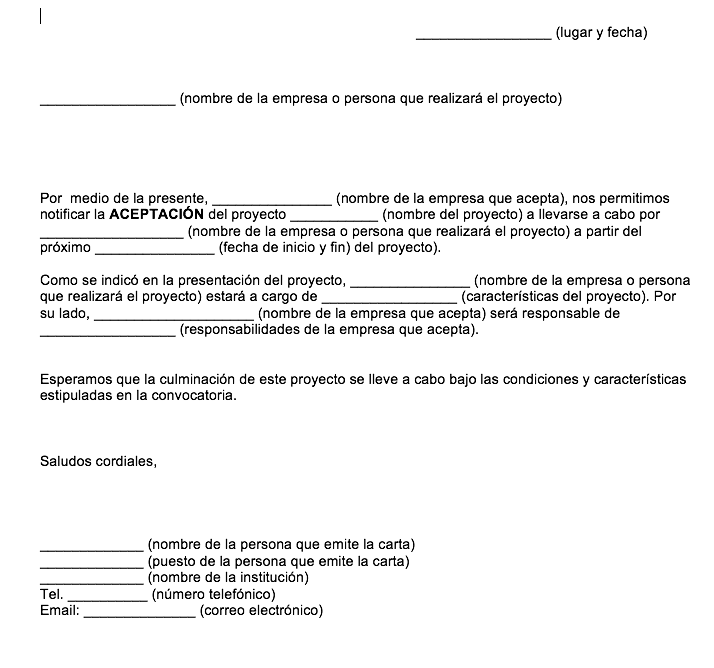 _________________ (lugar y fecha)
_________________ (nombre de la empresa o persona que realizará el proyecto)
Por  medio de la presente, _______________ (nombre de la empresa que acepta), nos permitimos
notificar la ACEPTACIÓN del proyecto ___________ (nombre del proyecto) a llevarse a cabo por
__________________ (nombre de la empresa o persona que realizará el proyecto) a partir del
próximo _______________ (fecha de inicio y fin) del proyecto).
Como se indicó en la presentación del proyecto, _______________ (nombre de la empresa o persona
que realizará el proyecto) estará a cargo de _________________ (características del proyecto). Por
su lado, ____________________ (nombre de la empresa que acepta) será responsable de
_________________ (responsabilidades de la empresa que acepta).
Esperamos que la culminación de este proyecto se lleve a cabo bajo las condiciones y características
estipuladas en la convocatoria.
Saludos cordiales,
_____________ (nombre de la persona que emite la carta)
_____________ (puesto de la persona que emite la carta)
_____________ (nombre de la institución)
Tel. __________ (número telefónico)
Email: ______________ (correo electrónico)